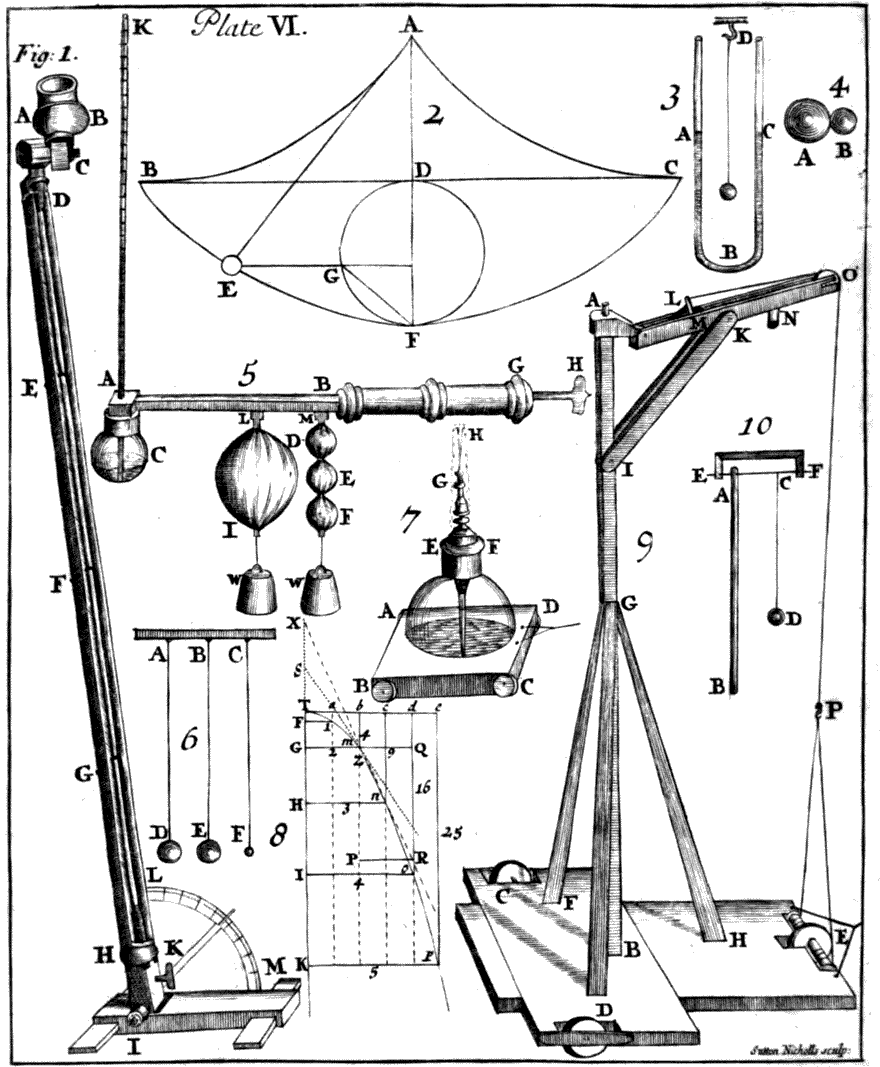 Plate VI.
Fig: 1.
K
A B
C
D
E
F
G
H K
L
M
I
2
A
B D C
E G
F
3
D
A C
B
4
A B
5
A B G H
C
L M
D
E
F
I
W W
6
A B C
D E F
7
H
G
E F
A D
B C
8
X
S
T a b c d e
F 1 4
G 2 m Z 9 Q
16
H 3 n
25
P R
I 4 o
K 5 P
9
A L M K N O
I
G
P
C F B H E
D
10
E A C F
D
B
Sutton Nicholls sculp: